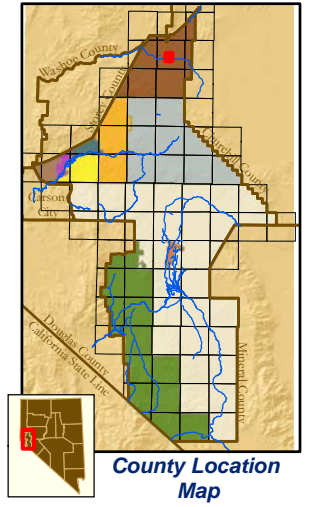 Washoe County
Storey County
Churchill County
Carson
City
Douglas County
California State Line
Mineral County
County Location
Map